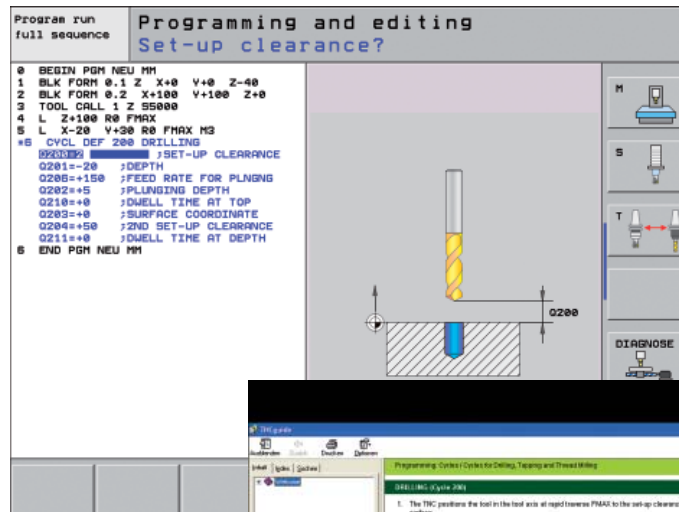 Program run
full sequence
Programming and editing
Set-up clearance?
0 BEGIN PGM NEU MM
1 BLK FORM 0.1 Z X+0 Y+0 Z-40
2 BLK FORM 0.2 X+100 Y+100 Z+0
3 TOOL CALL 1 Z S5000
4 L Z+100 R0 FMAX
5 L X-20 Y+30 R0 FMAX M3
*6 CYCL DEF 200 DRILLING
Q200=2 ;SET-UP CLEARANCE
Q201=-20 ;DEPTH
Q206=+150 ;FEED RATE FOR PLNGNG
Q202=+5 ;PLUNGING DEPTH
Q210=+0 ;DWELL TIME AT TOP
Q203=+0 ;SURFACE COORDINATE
Q204=+50 ;2ND SET-UP CLEARANCE
Q211=+0 ;DWELL TIME AT DEPTH
6 END PGM NEU MM
Q200
M
S
T
DIAGNOSE
TNCguide
Ausblenden Zurück Drucken Optionen
Inhalt Index Suchen
Programming: Cycles / Cycles for Drilling, Tapping and Thread Milling
DRILLING (Cycle 200)
1. The TNC positions the tool in the tool axis at rapid traverse FMAX to the set-up clearance